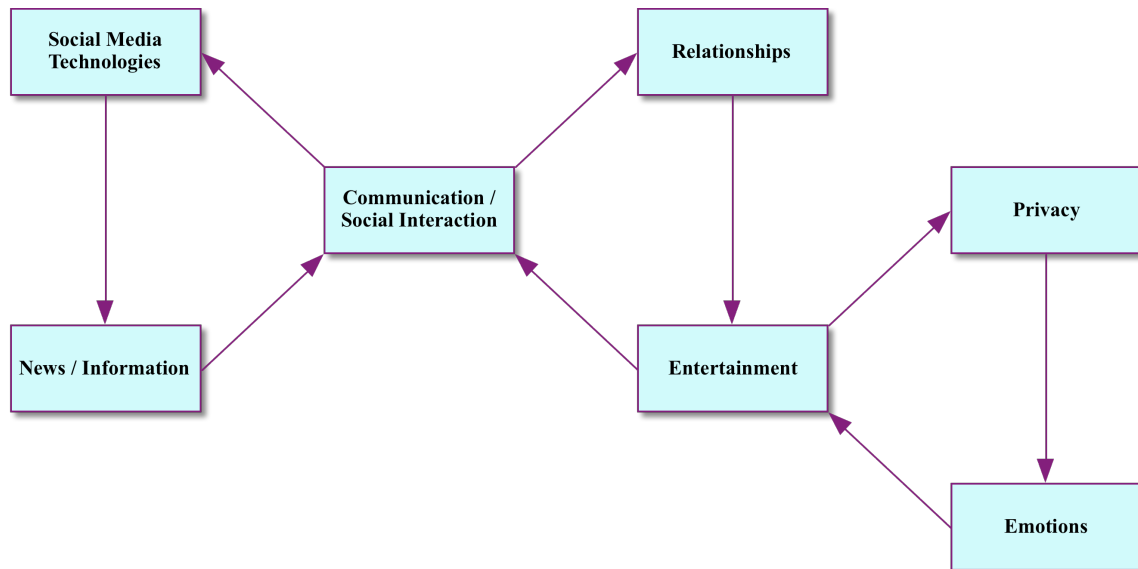 Social Media
Technologies
Relationships
Communication /
Social Interaction
Privacy
News / Information
Entertainment
Emotions